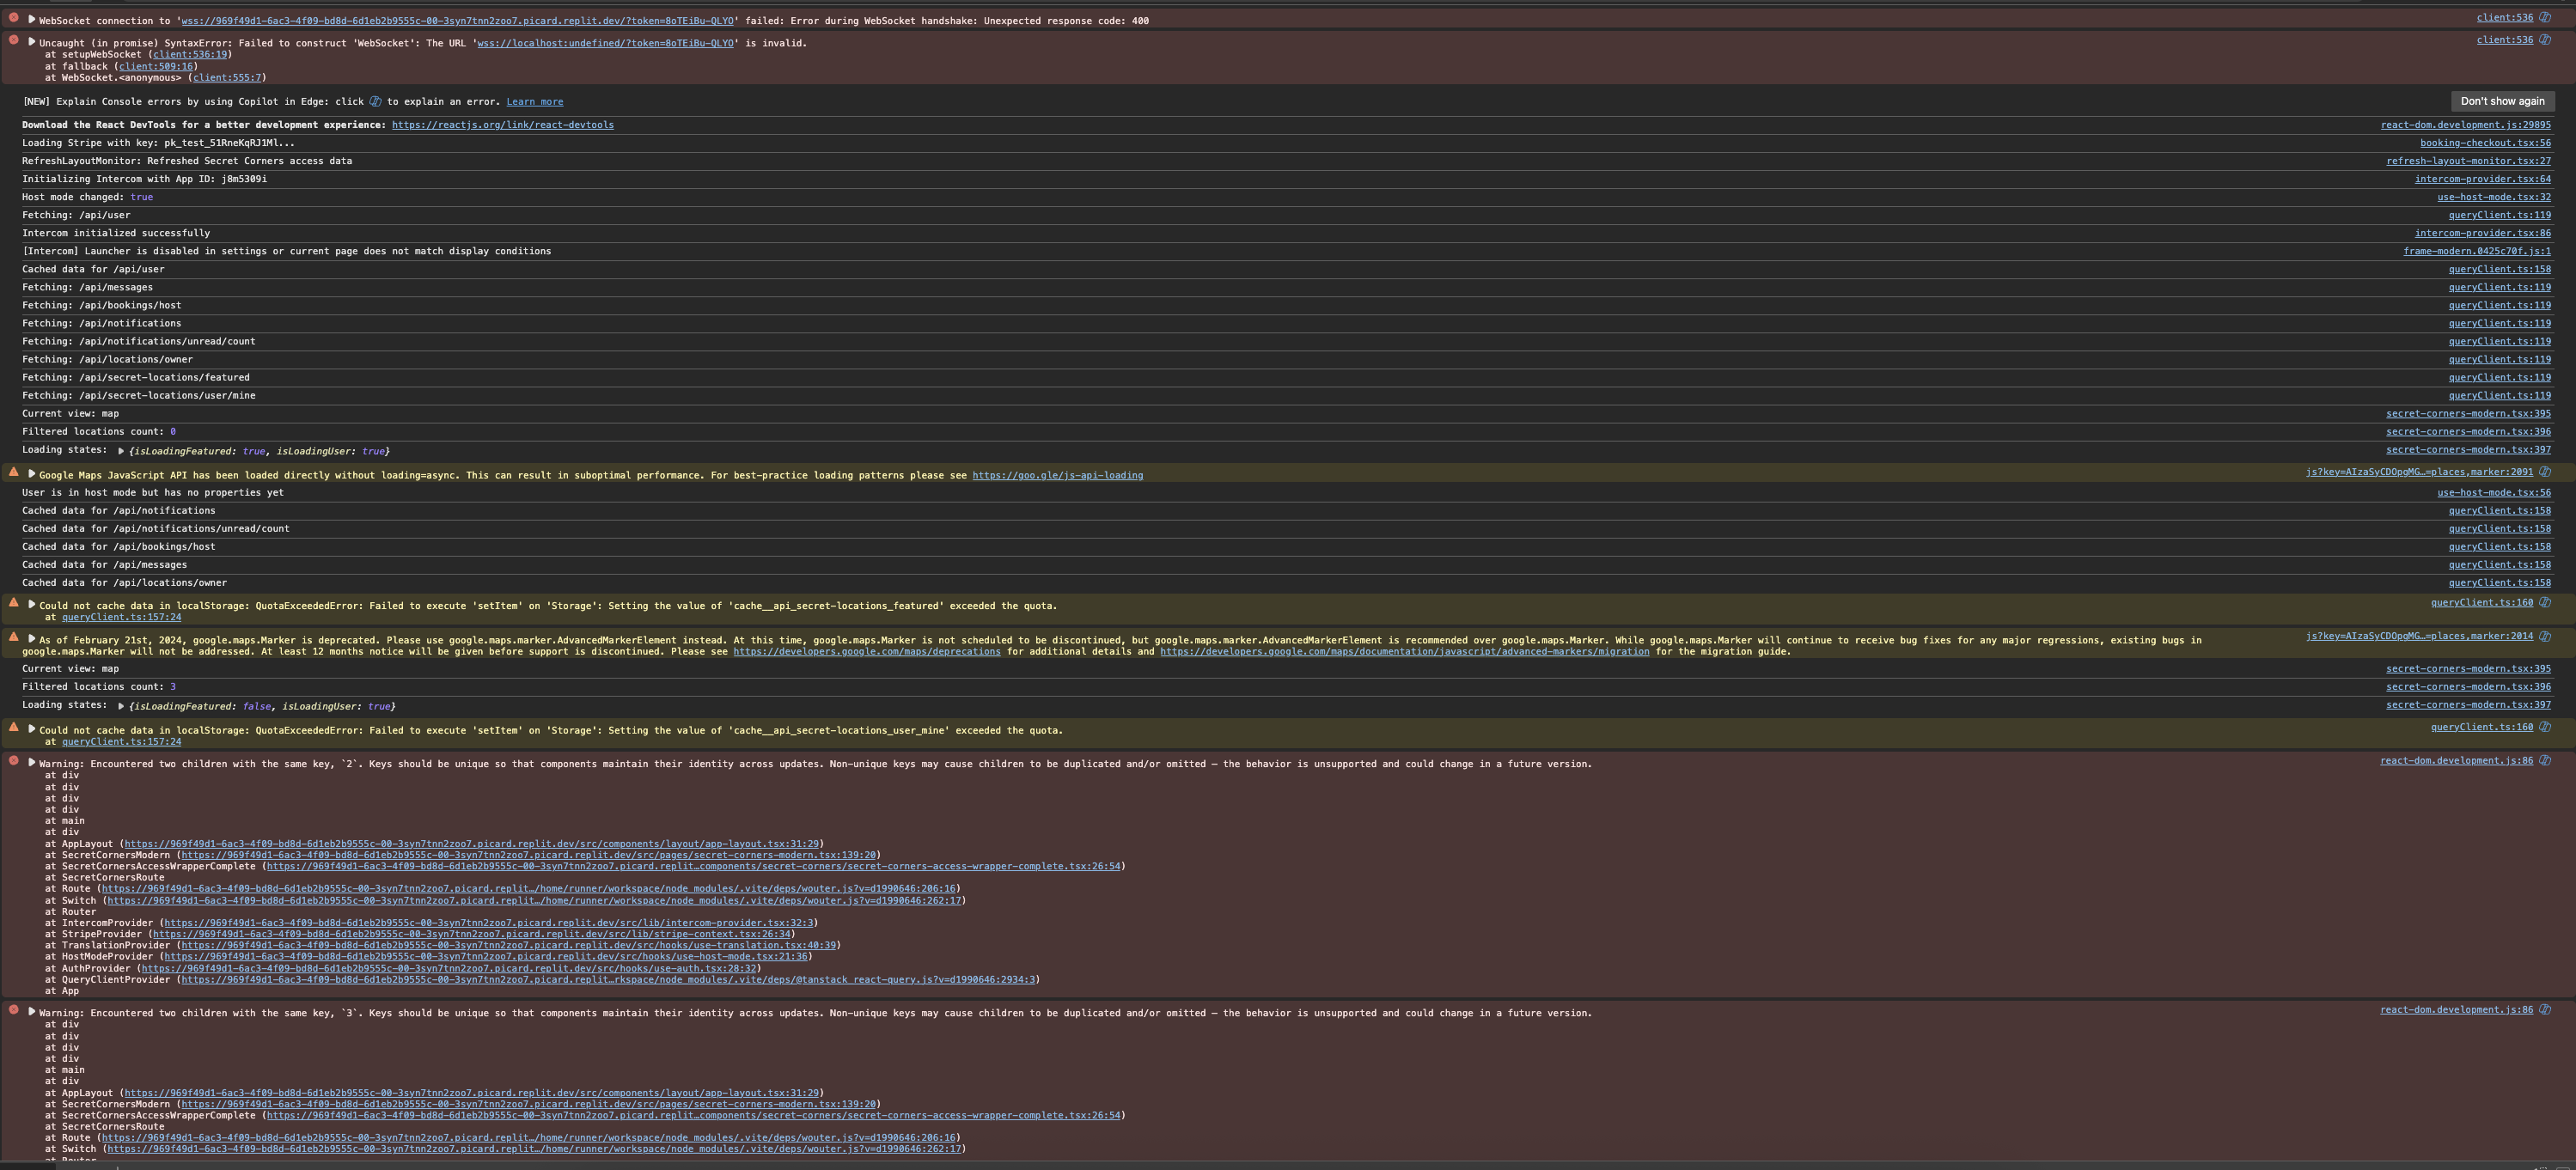 WebSocket connection to 'wss://969f49d1-6ac3-4f09-bd8d-6d1eb2b9555c-00-3syn7tnn2zoo7.picard.replit.dev/?token=8oTEiBu-QLYO' failed: Error during WebSocket handshake: Unexpected response code: 400 client:536
Uncaught (in promise) SyntaxError: Failed to construct 'WebSocket': The URL 'wss://localhost:undefined/?token=8oTEiBu-QLYO' is invalid. client:536
at setupWebSocket (client:536:19)
at fallback (client:509:16)
at WebSocket.<anonymous> (client:555:7)
[NEW] Explain Console errors by using Copilot in Edge: click to explain an error. Learn more Don't show again
Download the React DevTools for a better development experience: https://reactjs.org/link/react-devtools react-dom.development.js:29895
Loading Stripe with key: pk_test_51RneKqRJ1Ml... booking-checkout.tsx:56
RefreshLayoutMonitor: Refreshed Secret Corners access data refresh-layout-monitor.tsx:27
Initializing Intercom with App ID: j8m5309i intercom-provider.tsx:64
Host mode changed: true use-host-mode.tsx:32
Fetching: /api/user queryClient.ts:119
Intercom initialized successfully intercom-provider.tsx:86
[Intercom] Launcher is disabled in settings or current page does not match display conditions frame-modern.0425c70f.js:1
Cached data for /api/user queryClient.ts:158
Fetching: /api/messages queryClient.ts:119
Fetching: /api/bookings/host queryClient.ts:119
Fetching: /api/notifications queryClient.ts:119
Fetching: /api/notifications/unread/count queryClient.ts:119
Fetching: /api/locations/owner queryClient.ts:119
Fetching: /api/secret-locations/featured queryClient.ts:119
Fetching: /api/secret-locations/user/mine queryClient.ts:119
Current view: map secret-corners-modern.tsx:395
Filtered locations count: 0 secret-corners-modern.tsx:396
Loading states: {isLoadingFeatured: true, isLoadingUser: true} secret-corners-modern.tsx:397
Google Maps JavaScript API has been loaded directly without loading=async. This can result in suboptimal performance. For best-practice loading patterns please see https://goo.gle/js-api-loading js?key=AIzaSyCDOpqMG…=places,marker:2091
User is in host mode but has no properties yet use-host-mode.tsx:56
Cached data for /api/notifications queryClient.ts:158
Cached data for /api/notifications/unread/count queryClient.ts:158
Cached data for /api/bookings/host queryClient.ts:158
Cached data for /api/messages queryClient.ts:158
Cached data for /api/locations/owner queryClient.ts:158
Could not cache data in localStorage: QuotaExceededError: Failed to execute 'setItem' on 'Storage': Setting the value of 'cache__api_secret-locations_featured' exceeded the quota. queryClient.ts:160
at queryClient.ts:157:24
As of February 21st, 2024, google.maps.Marker is deprecated. Please use google.maps.marker.AdvancedMarkerElement instead. At this time, google.maps.Marker is not scheduled to be discontinued, but google.maps.marker.AdvancedMarkerElement is recommended over google.maps.Marker. While google.maps.Marker will continue to receive bug fixes for any major regressions, existing bugs in js?key=AIzaSyCDOpqMG…=places,marker:2014
google.maps.Marker will not be addressed. At least 12 months notice will be given before support is discontinued. Please see https://developers.google.com/maps/deprecations for additional details and https://developers.google.com/maps/documentation/javascript/advanced-markers/migration for the migration guide.
Current view: map secret-corners-modern.tsx:395
Filtered locations count: 3 secret-corners-modern.tsx:396
Loading states: {isLoadingFeatured: false, isLoadingUser: true} secret-corners-modern.tsx:397
Could not cache data in localStorage: QuotaExceededError: Failed to execute 'setItem' on 'Storage': Setting the value of 'cache__api_secret-locations_user_mine' exceeded the quota. queryClient.ts:160
at queryClient.ts:157:24
Warning: Encountered two children with the same key, `2`. Keys should be unique so that components maintain their identity across updates. Non-unique keys may cause children to be duplicated and/or omitted — the behavior is unsupported and could change in a future version. react-dom.development.js:86
at div
at div
at div
at div
at main
at div
at AppLayout (https://969f49d1-6ac3-4f09-bd8d-6d1eb2b9555c-00-3syn7tnn2zoo7.picard.replit.dev/src/components/layout/app-layout.tsx:31:29)
at SecretCornersModern (https://969f49d1-6ac3-4f09-bd8d-6d1eb2b9555c-00-3syn7tnn2zoo7.picard.replit.dev/src/pages/secret-corners-modern.tsx:139:20)
at SecretCornersAccessWrapperComplete (https://969f49d1-6ac3-4f09-bd8d-6d1eb2b9555c-00-3syn7tnn2zoo7.picard.replit…components/secret-corners/secret-corners-access-wrapper-complete.tsx:26:54)
at SecretCornersRoute
at Route (https://969f49d1-6ac3-4f09-bd8d-6d1eb2b9555c-00-3syn7tnn2zoo7.picard.replit…/home/runner/workspace/node_modules/.vite/deps/wouter.js?v=d1990646:206:16)
at Switch (https://969f49d1-6ac3-4f09-bd8d-6d1eb2b9555c-00-3syn7tnn2zoo7.picard.replit…/home/runner/workspace/node_modules/.vite/deps/wouter.js?v=d1990646:262:17)
at Router
at IntercomProvider (https://969f49d1-6ac3-4f09-bd8d-6d1eb2b9555c-00-3syn7tnn2zoo7.picard.replit.dev/src/lib/intercom-provider.tsx:32:3)
at StripeProvider (https://969f49d1-6ac3-4f09-bd8d-6d1eb2b9555c-00-3syn7tnn2zoo7.picard.replit.dev/src/lib/stripe-context.tsx:26:34)
at TranslationProvider (https://969f49d1-6ac3-4f09-bd8d-6d1eb2b9555c-00-3syn7tnn2zoo7.picard.replit.dev/src/hooks/use-translation.tsx:40:39)
at HostModeProvider (https://969f49d1-6ac3-4f09-bd8d-6d1eb2b9555c-00-3syn7tnn2zoo7.picard.replit.dev/src/hooks/use-host-mode.tsx:21:36)
at AuthProvider (https://969f49d1-6ac3-4f09-bd8d-6d1eb2b9555c-00-3syn7tnn2zoo7.picard.replit.dev/src/hooks/use-auth.tsx:28:32)
at QueryClientProvider (https://969f49d1-6ac3-4f09-bd8d-6d1eb2b9555c-00-3syn7tnn2zoo7.picard.replit…rkspace/node_modules/.vite/deps/@tanstack_react-query.js?v=d1990646:2934:3)
at App
Warning: Encountered two children with the same key, `3`. Keys should be unique so that components maintain their identity across updates. Non-unique keys may cause children to be duplicated and/or omitted — the behavior is unsupported and could change in a future version. react-dom.development.js:86
at div
at div
at div
at div
at main
at div
at AppLayout (https://969f49d1-6ac3-4f09-bd8d-6d1eb2b9555c-00-3syn7tnn2zoo7.picard.replit.dev/src/components/layout/app-layout.tsx:31:29)
at SecretCornersModern (https://969f49d1-6ac3-4f09-bd8d-6d1eb2b9555c-00-3syn7tnn2zoo7.picard.replit.dev/src/pages/secret-corners-modern.tsx:139:20)
at SecretCornersAccessWrapperComplete (https://969f49d1-6ac3-4f09-bd8d-6d1eb2b9555c-00-3syn7tnn2zoo7.picard.replit…components/secret-corners/secret-corners-access-wrapper-complete.tsx:26:54)
at SecretCornersRoute
at Route (https://969f49d1-6ac3-4f09-bd8d-6d1eb2b9555c-00-3syn7tnn2zoo7.picard.replit…/home/runner/workspace/node_modules/.vite/deps/wouter.js?v=d1990646:206:16)
at Switch (https://969f49d1-6ac3-4f09-bd8d-6d1eb2b9555c-00-3syn7tnn2zoo7.picard.replit…/home/runner/workspace/node_modules/.vite/deps/wouter.js?v=d1990646:262:17)